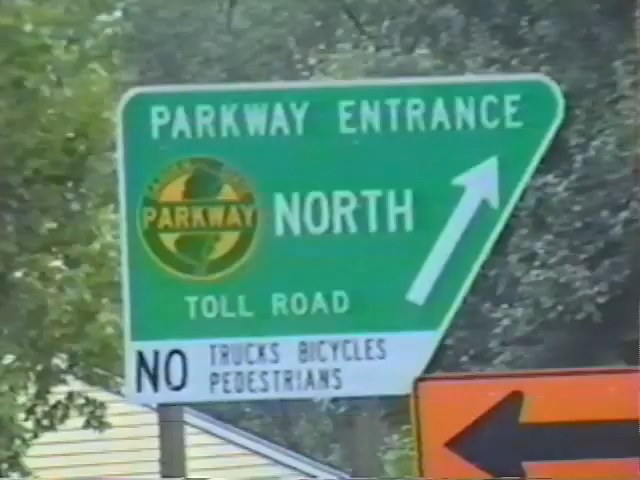 PARKWAY ENTRANCE
PARKWAY
NORTH
TOLL ROAD
NO TRUCKS BICYCLES
PEDESTRIANS